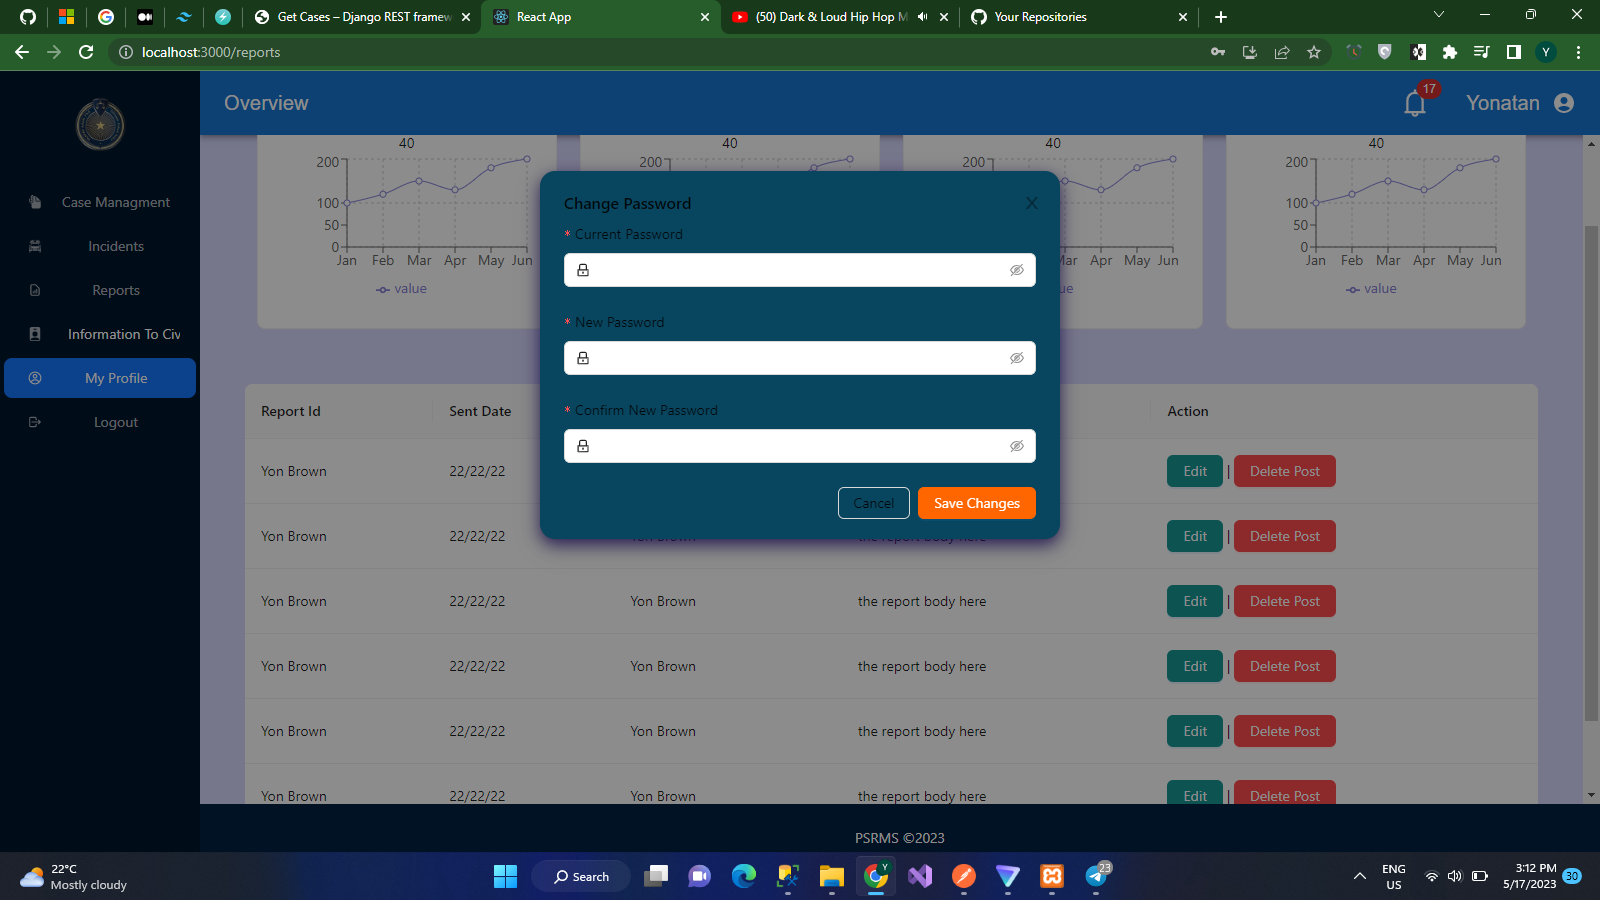 Get Cases – Django REST framew
React App
(50) Dark & Loud Hip Hop M
Your Repositories
localhost:3000/reports
Y
Overview
17
Yonatan
Case Managment
Incidents
Reports
Information To Civ
My Profile
Logout
40
200
100
50
0
Jan Feb Mar Apr May Jun
value
40
200
40
200
Mar Apr May Jun
ue
40
200
100
50
0
Jan Feb Mar Apr May Jun
value
Change Password
* Current Password
* New Password
* Confirm New Password
Cancel Save Changes
Report Id Sent Date Action
Yon Brown 22/22/22 Edit | Delete Post
Yon Brown 22/22/22 Yon Brown the report body here Edit | Delete Post
Yon Brown 22/22/22 Yon Brown the report body here Edit | Delete Post
Yon Brown 22/22/22 Yon Brown the report body here Edit | Delete Post
Yon Brown 22/22/22 Yon Brown the report body here Edit | Delete Post
Yon Brown 22/22/22 Yon Brown the report body here Edit | Delete Post
PSRMS ©2023
22°C
Mostly cloudy
Search
Y
23
ENG
US
3:12 PM
5/17/2023
30